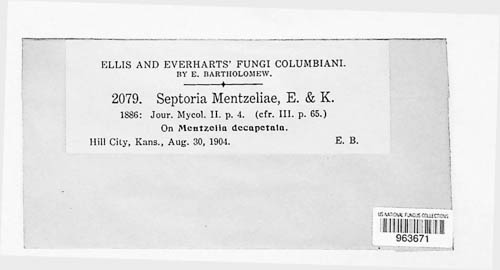 ELLIS AND EVERHARTS' FUNGI COLUMBIANI.
BY E. BARTHOLOMEW.
2079. Septoria Mentzeliae, E. & K.
1886: Jour. Mycol. II. p. 4. (cfr. III. p. 65.)
On Mentzelia decapetala.
Hill City, Kans., Aug. 30, 1904. E. B.
US NATIONAL FUNGUS COLLECTIONS
963671